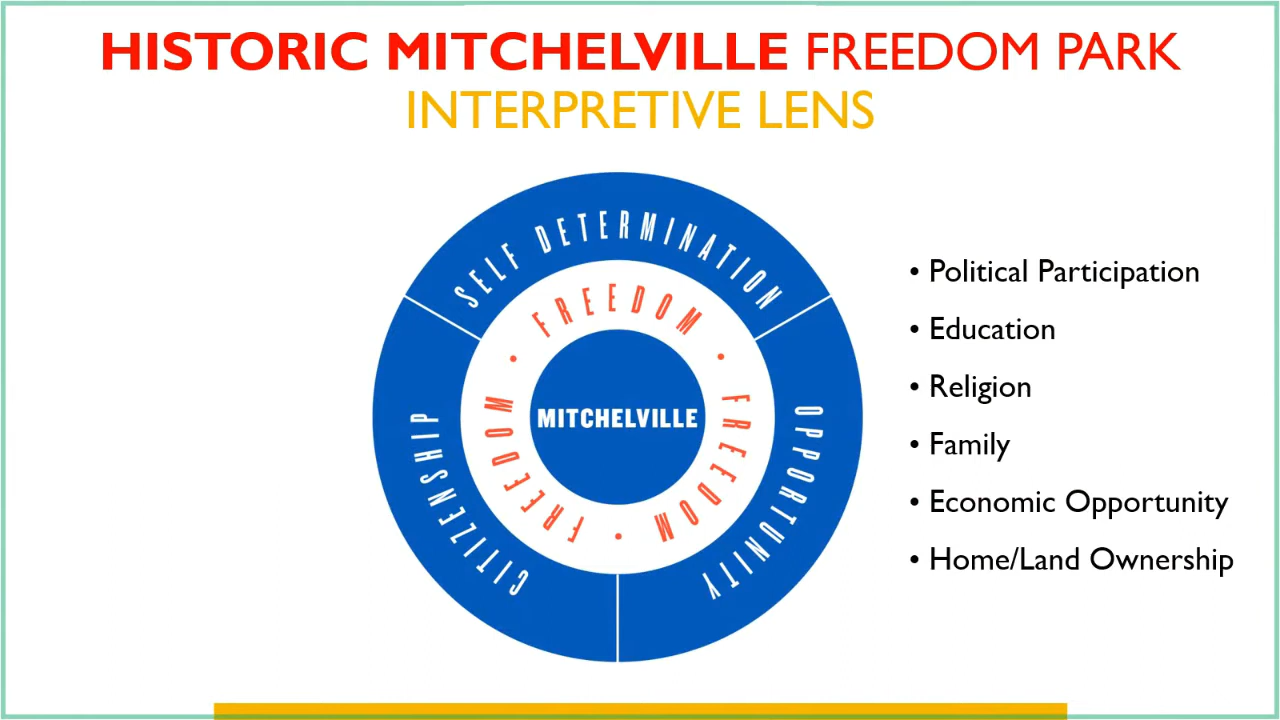 HISTORIC MITCHELVILLE FREEDOM PARK
INTERPRETIVE LENS
SELF DETERMINATION
OPPORTUNITY
CITIZENSHIP
FREEDOM • FREEDOM • FREEDOM •
MITCHELVILLE
• Political Participation
• Education
• Religion
• Family
• Economic Opportunity
• Home/Land Ownership